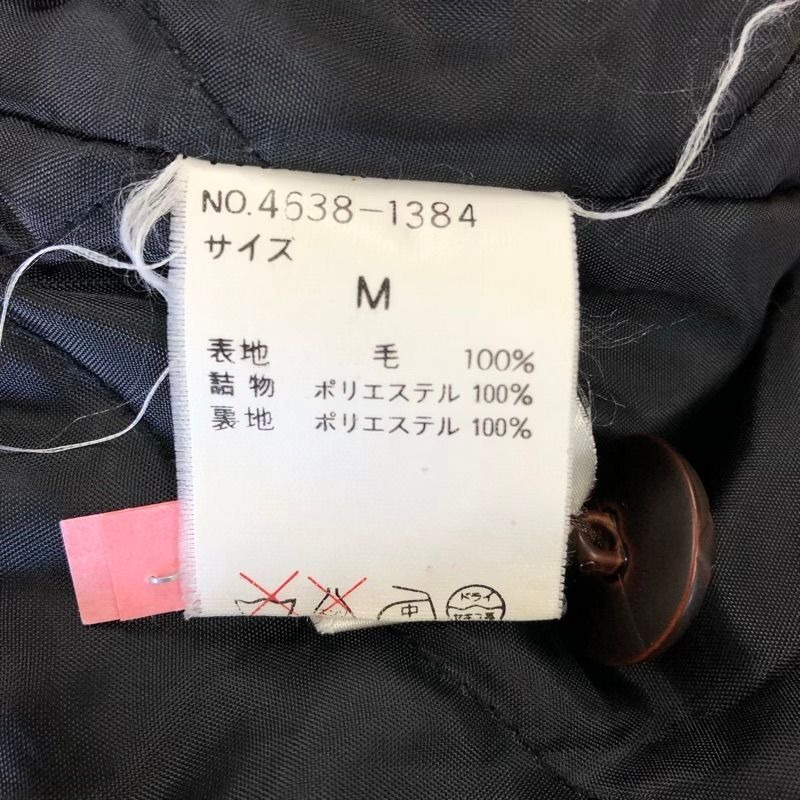 NO.4638-1384
サイズ
M
表地 毛 100%
詰物 ポリエステル 100%
裏地 ポリエステル 100%
中
ドライ